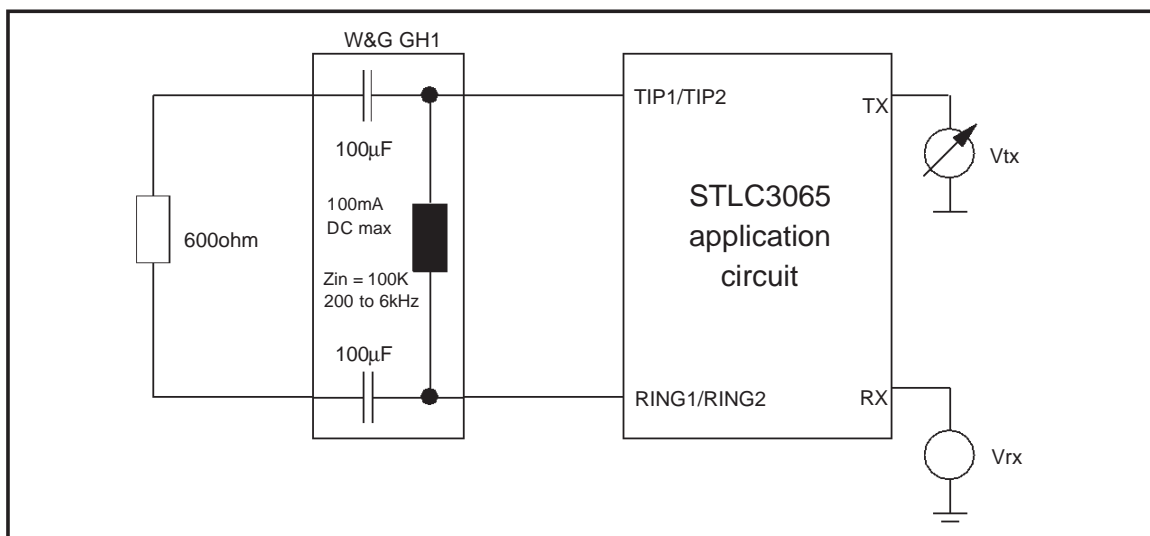 W&G GH1
TIP1/TIP2
TX
100μF
Vtx
STLC3065
application
circuit
100mA
DC max
600ohm
Zin = 100K
200 to 6kHz
100μF
RING1/RING2
RX
Vrx